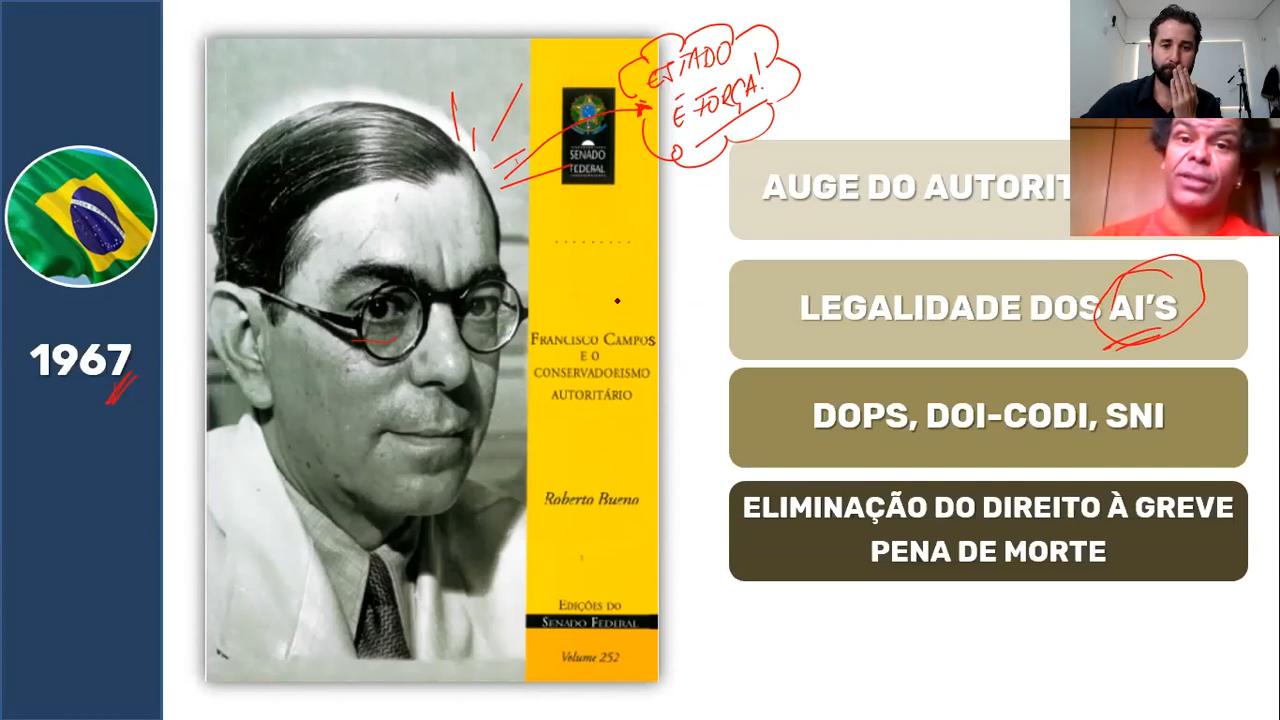 1967
ESTADO
É FORÇA!
SENADO
FEDERAL
FRANCISCO CAMPOS
E O
CONSERVADORISMO
AUTORITÁRIO
Roberto Bueno
EDIÇÕES DO
SENADO FEDERAL
Volume 252
AUGE DO AUTORIT
LEGALIDADE DOS AI'S
DOPS, DOI-CODI, SNI
ELIMINAÇÃO DO DIREITO À GREVE
PENA DE MORTE